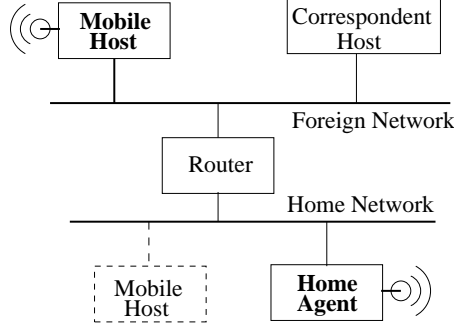 Mobile
Host
Correspondent
Host
Foreign Network
Router
Home Network
Mobile
Host
Home
Agent